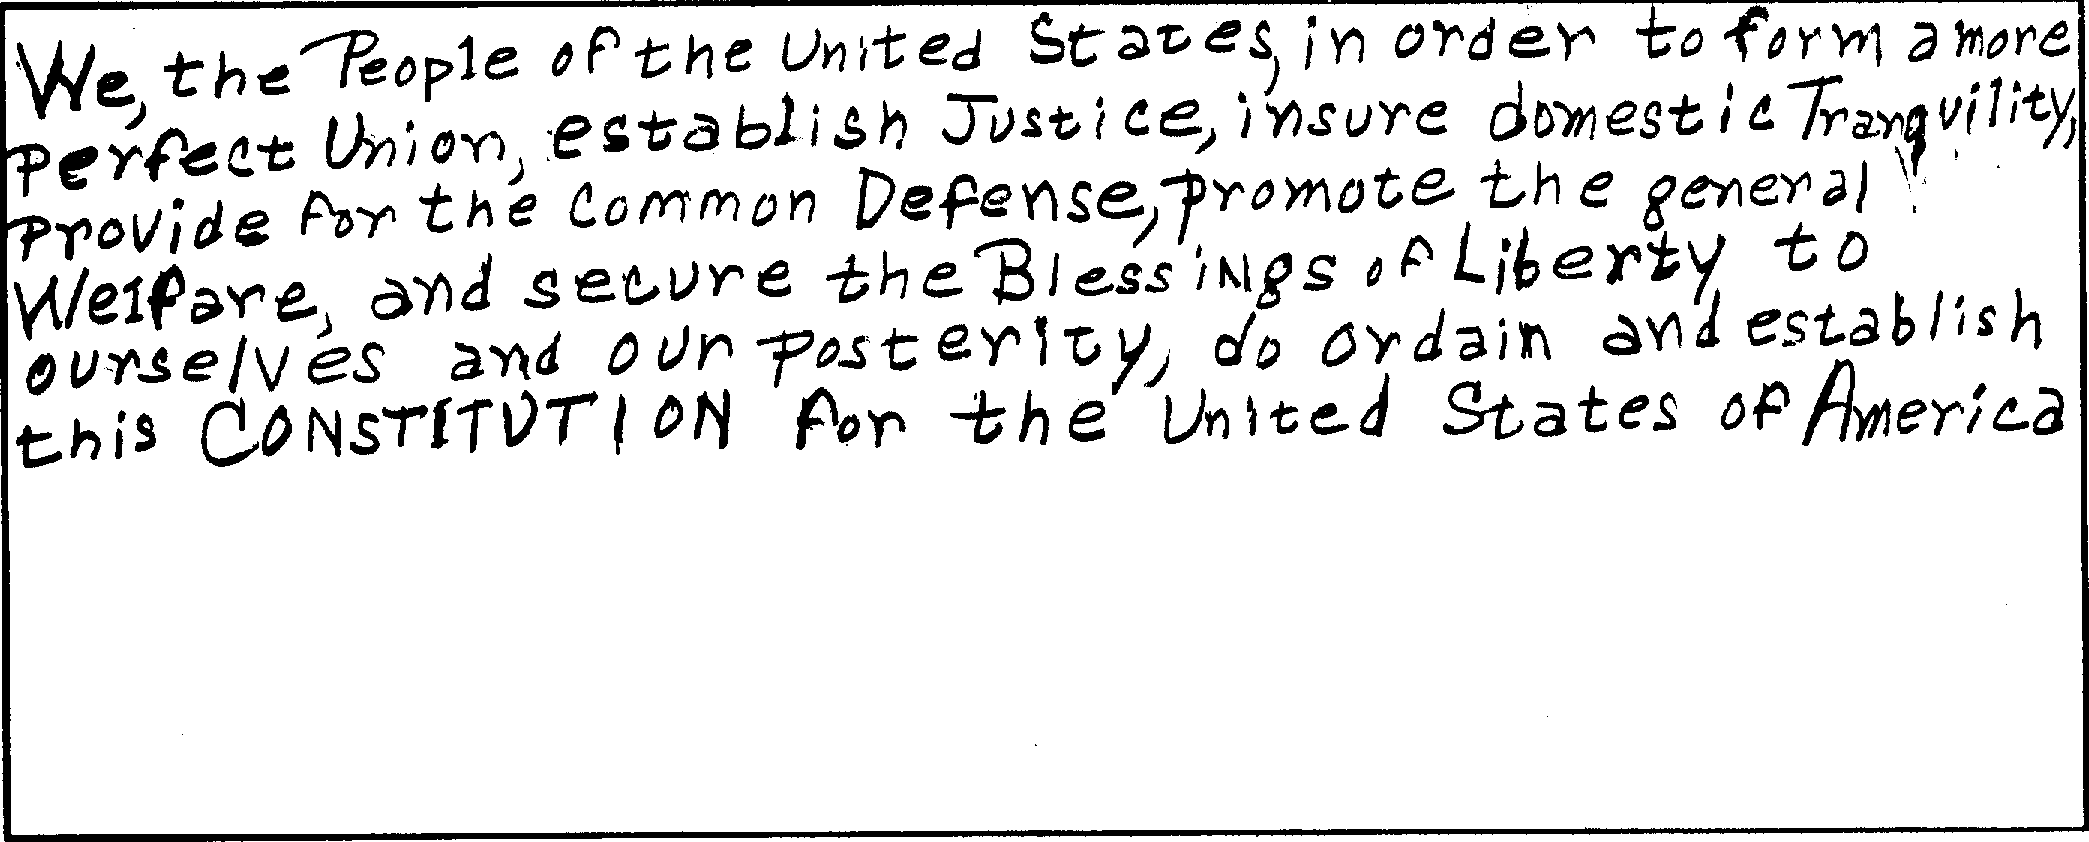 We, the People of the United States, in order to form a more
perfect Union, establish Justice, insure domestic Tranquility,
provide for the common Defense, promote the general
Welfare, and secure the Blessings of Liberty to
ourselves and our posterity, do ordain and establish
this CONSTITUTION for the United States of America